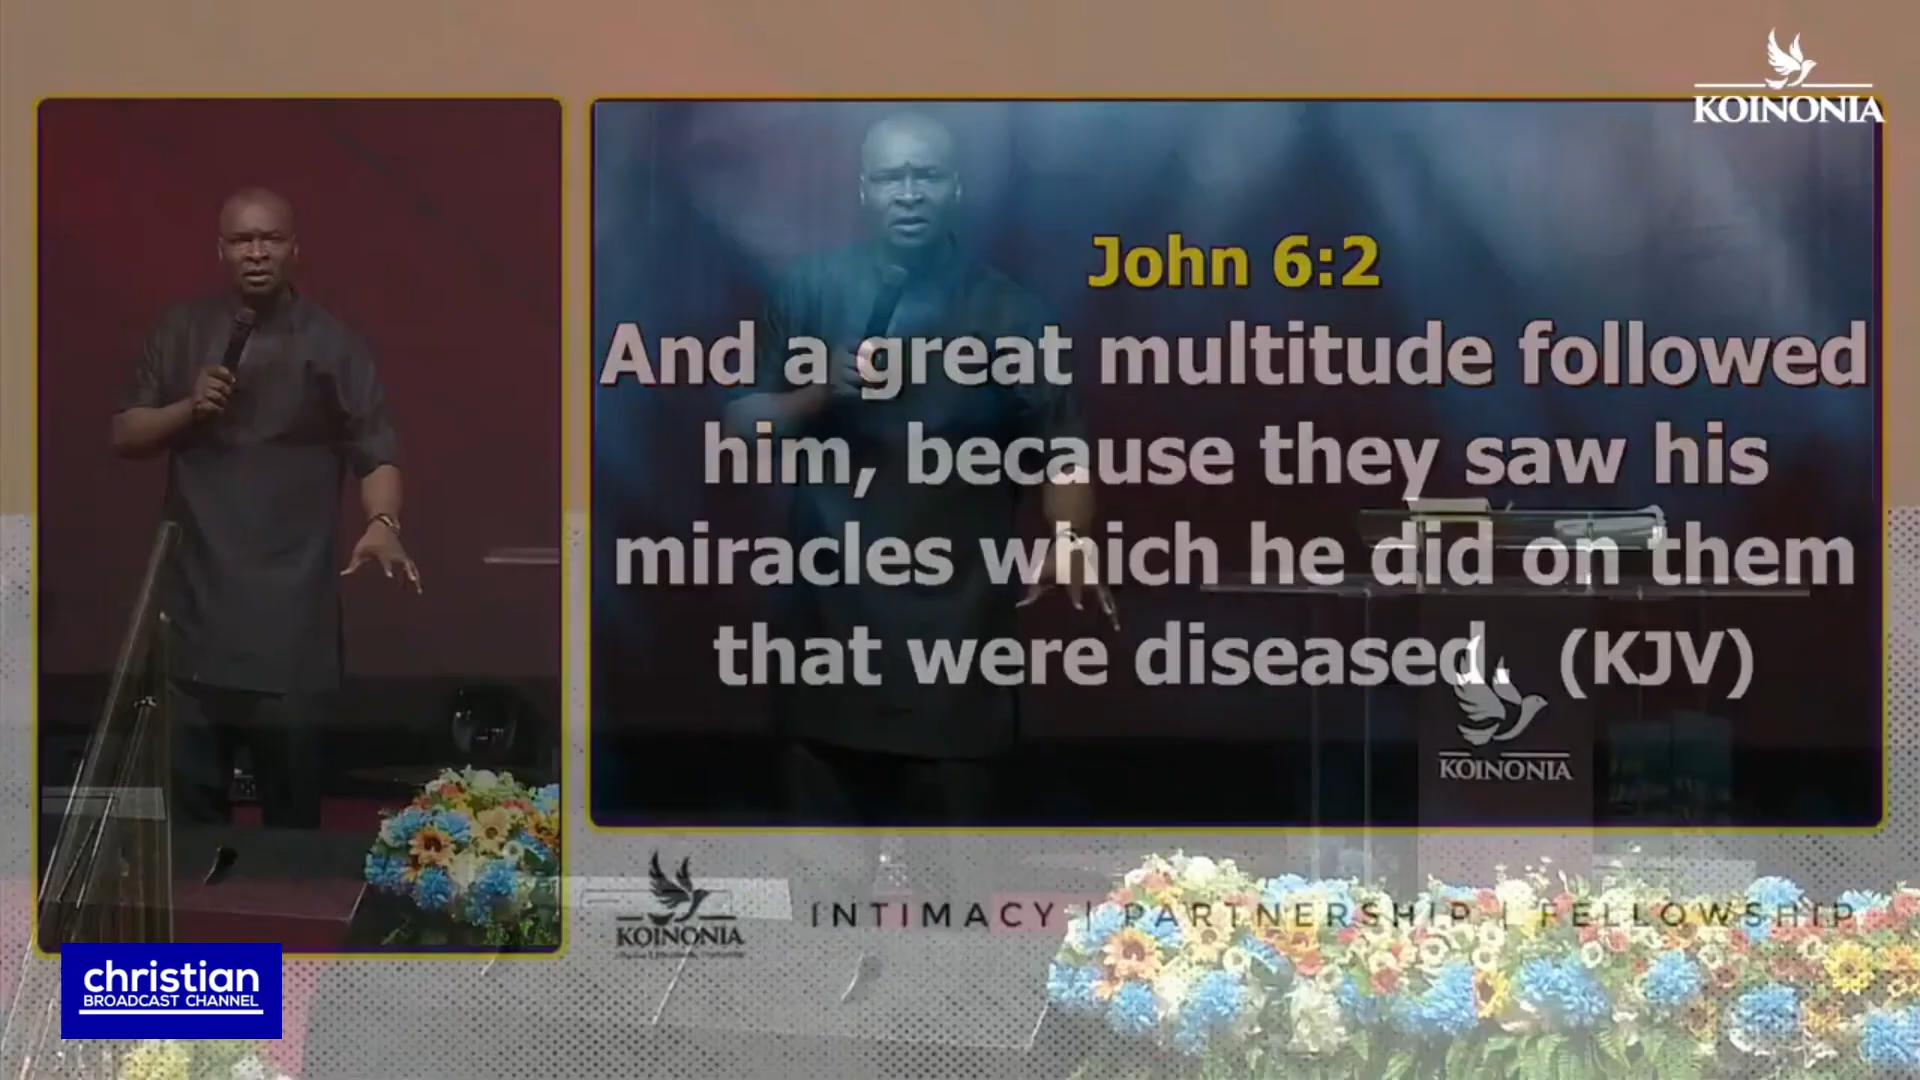 KOINONIA
John 6:2
And a great multitude followed
him, because they saw his
miracles which he did on them
that were diseased. (KJV)
KOINONIA
KOINONIA
INTIMACY | PARTNERSHIP | FELLOWSHIP
christian
BROADCAST CHANNEL